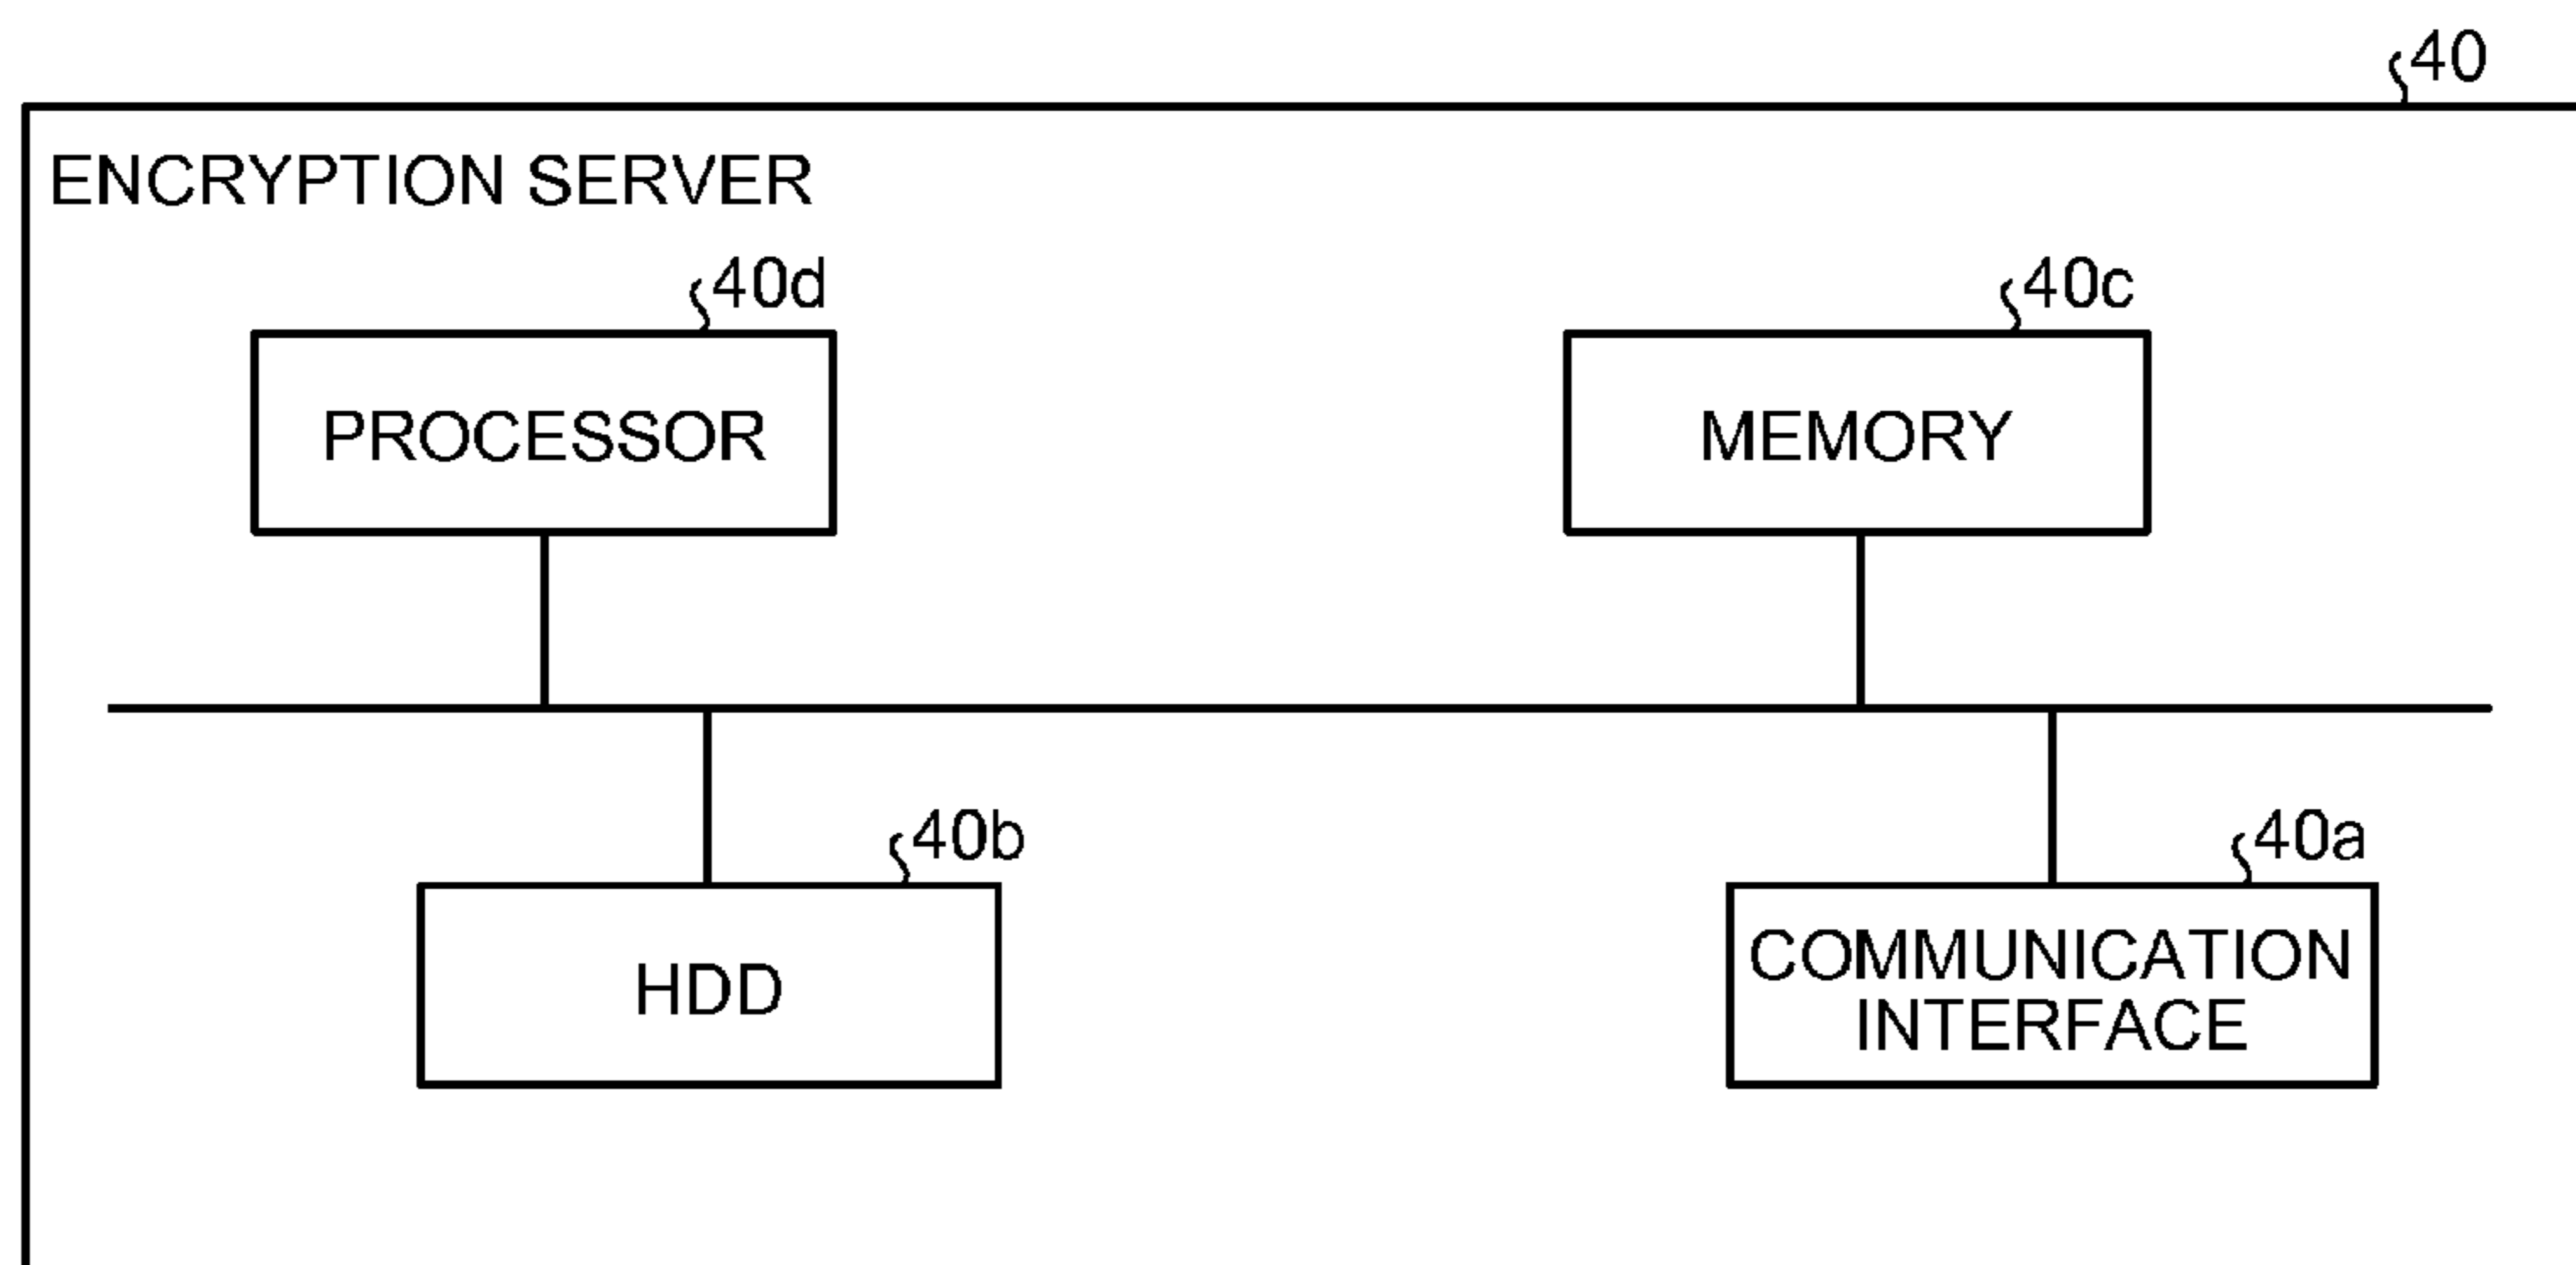 40
ENCRYPTION SERVER
40d
40c
PROCESSOR
MEMORY
40b
40a
HDD
COMMUNICATION
INTERFACE